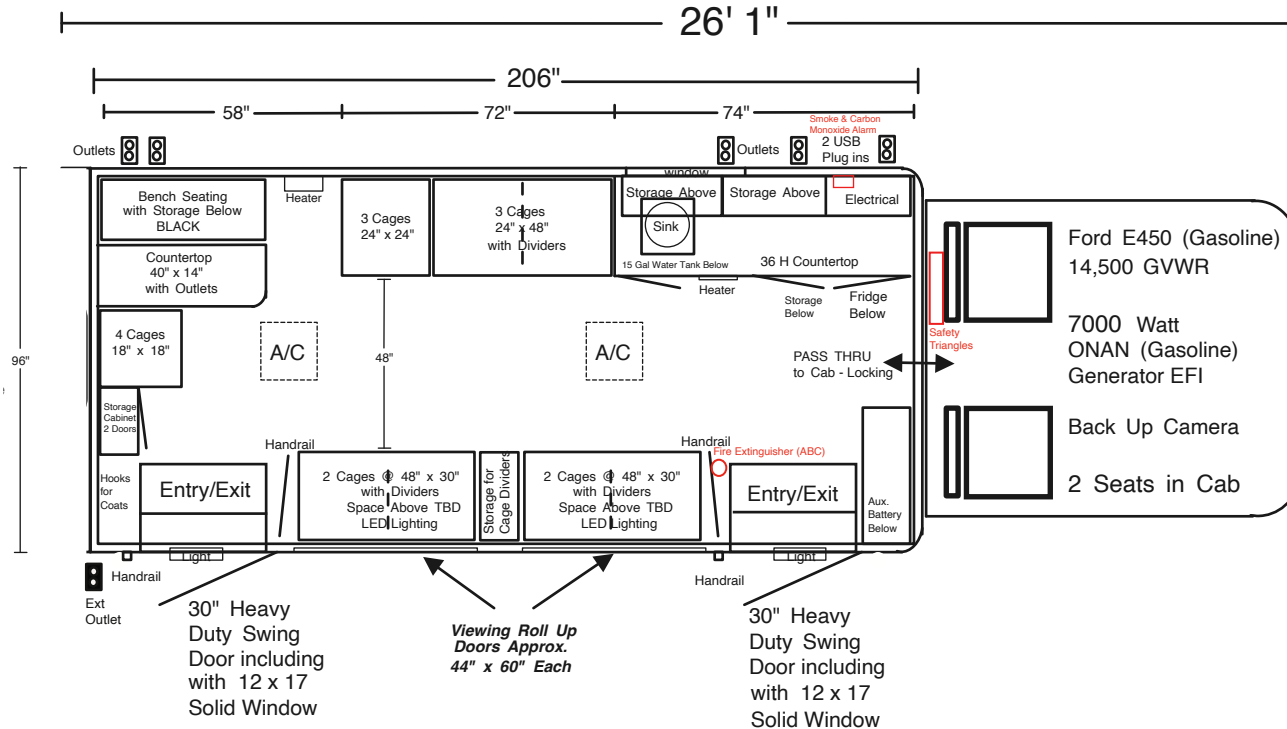 26' 1"
206"
58"
72"
74"
Smoke & Carbon
Monoxide Alarm
2 USB
Plug ins
Outlets
Outlets
window
Bench Seating
with Storage Below
BLACK
Heater
3 Cages
24" x 24"
3 Cages
24" x 48"
with Dividers
Storage Above
Storage Above
Electrical
Sink
15 Gal Water Tank Below
36 H Countertop
Heater
Storage
Below
Fridge
Below
Countertop
40" x 14"
with Outlets
4 Cages
18" x 18"
A/C
48"
A/C
96"
PASS THRU
to Cab - Locking
Safety
Triangles
Ford E450 (Gasoline)
14,500 GVWR
7000 Watt
ONAN (Gasoline)
Generator EFI
Back Up Camera
2 Seats in Cab
Storage
Cabinet
2 Doors
Handrail
Handrail
Fire Extinguisher (ABC)
Hooks
for
Coats
Entry/Exit
2 Cages @ 48" x 30"
with Dividers
Space Above TBD
LED Lighting
Storage for
Cage Dividers
2 Cages @ 48" x 30"
with Dividers
Space Above TBD
LED Lighting
Entry/Exit
Aux.
Battery
Below
Light
Light
Handrail
Handrail
Ext
Outlet
30" Heavy
Duty Swing
Door including
with 12 x 17
Solid Window
Viewing Roll Up
Doors Approx.
44" x 60" Each
30" Heavy
Duty Swing
Door including
with 12 x 17
Solid Window